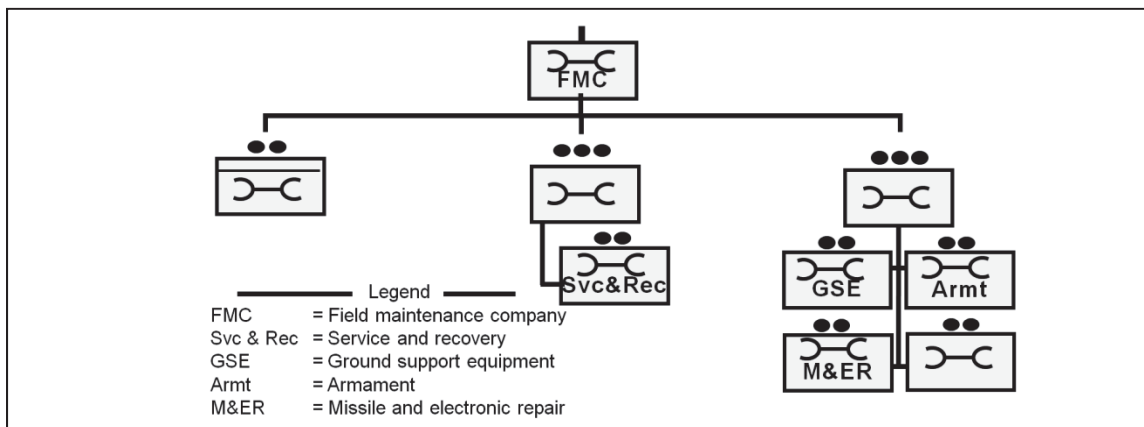 FMC
Svc&Rec
GSE
Armt
M&ER
Legend
FMC = Field maintenance company
Svc & Rec = Service and recovery
GSE = Ground support equipment
Armt = Armament
M&ER = Missile and electronic repair